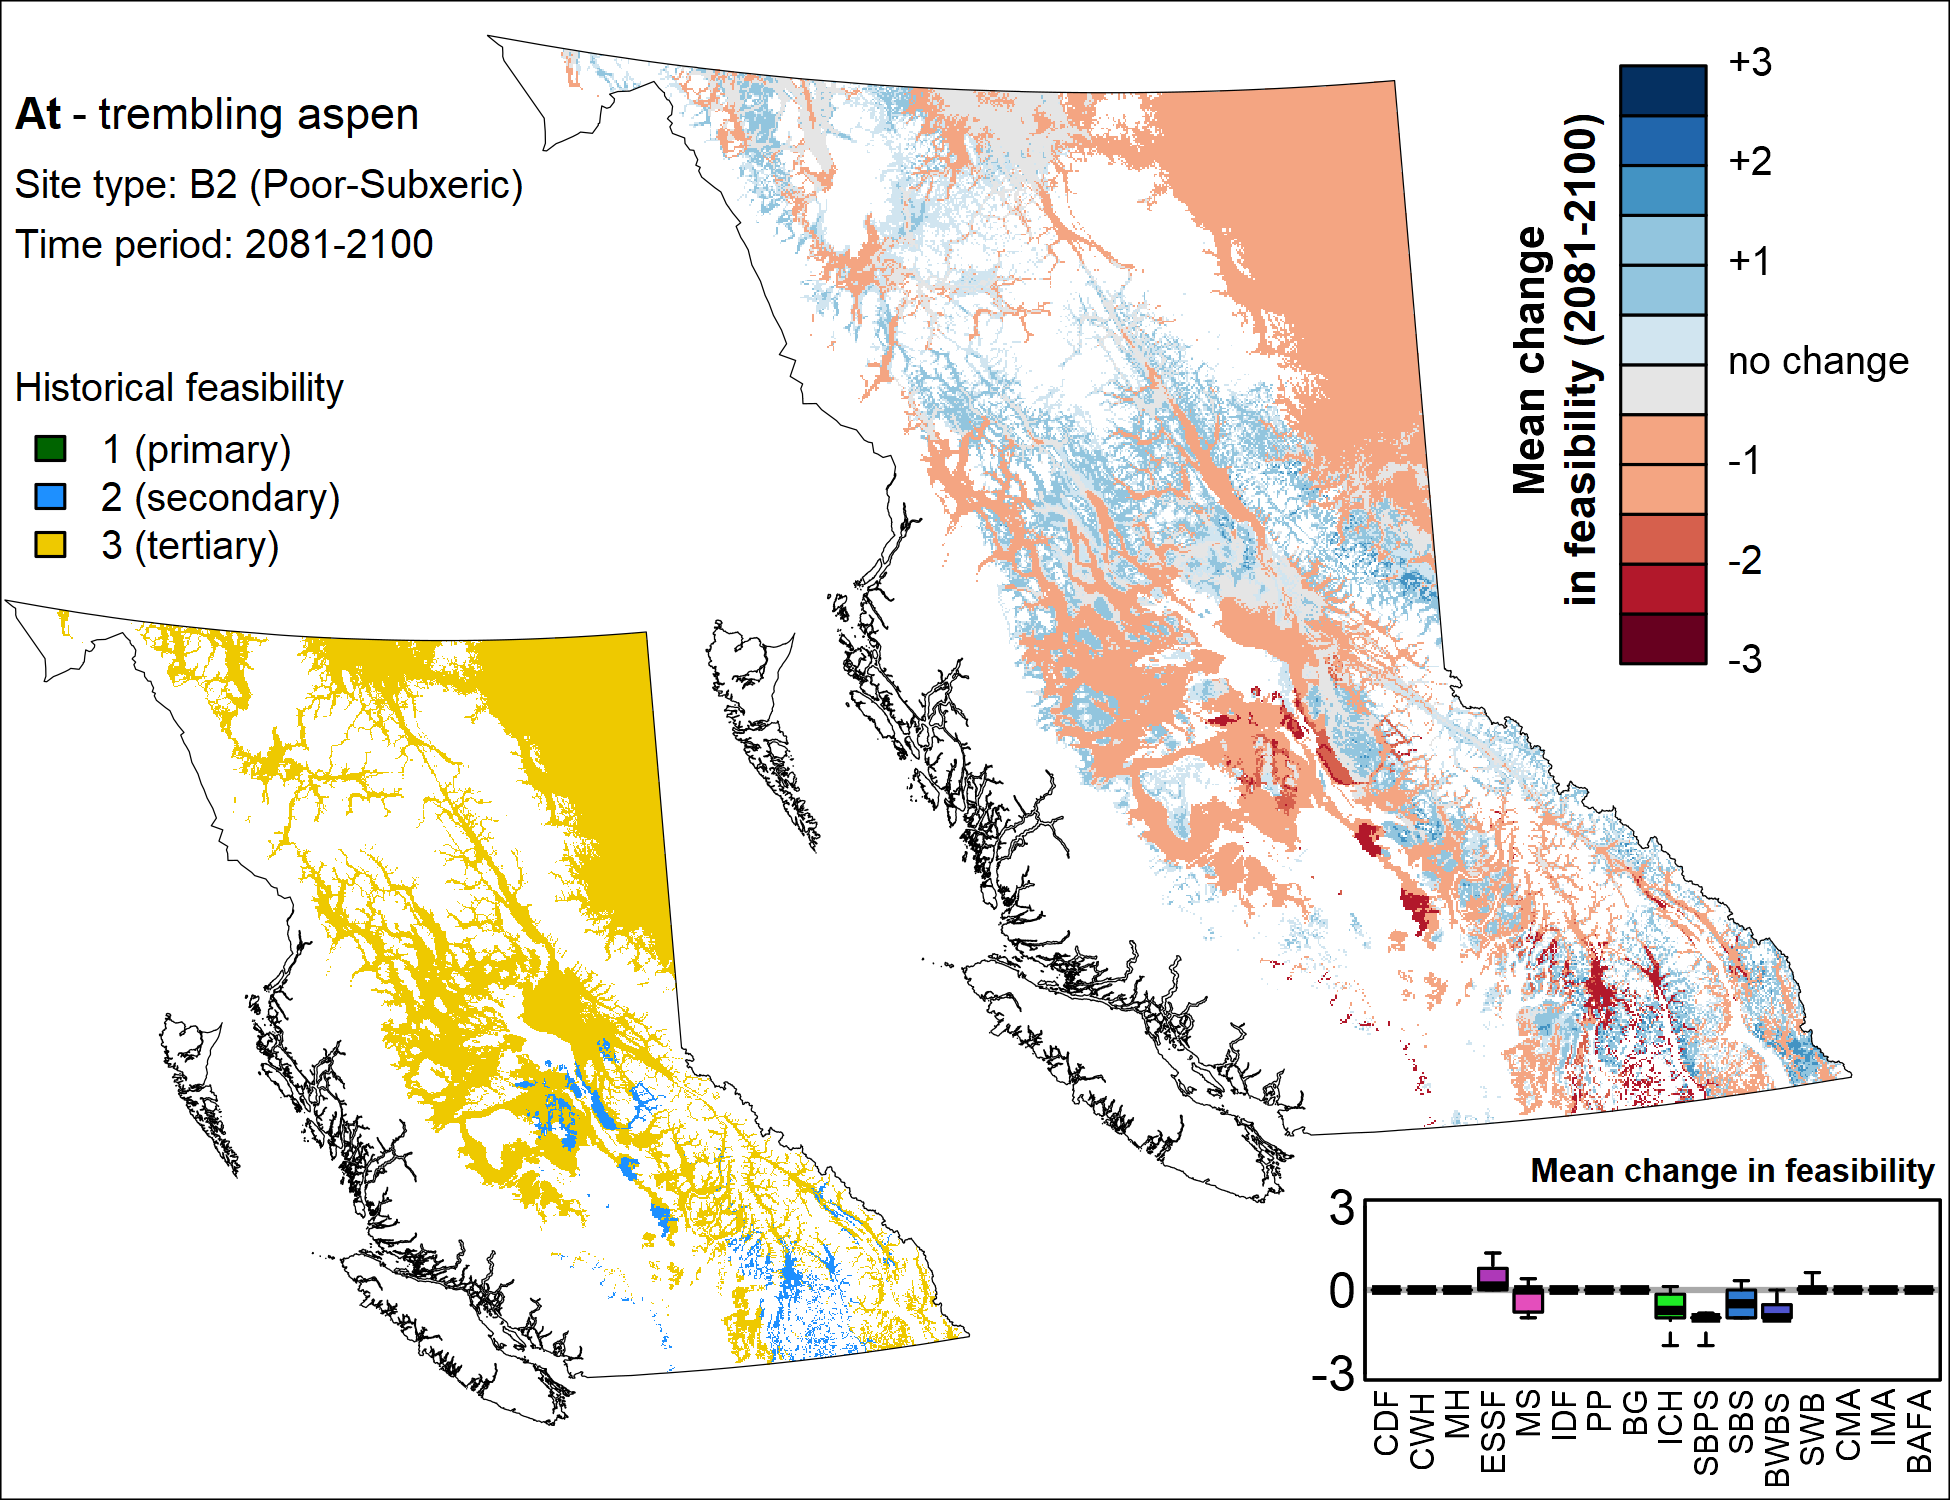 At - trembling aspen
Site type: B2 (Poor-Subxeric)
Time period: 2081-2100
Historical feasibility
1 (primary)
2 (secondary)
3 (tertiary)
Mean change
in feasibility (2081-2100)
+3
+2
+1
no change
-1
-2
-3
Mean change in feasibility
3
0
-3
CDF
CWH
MH
ESSF
MS
IDF
PP
BG
ICH
SBPS
SBS
BWBS
SWB
CMA
IMA
BAFA